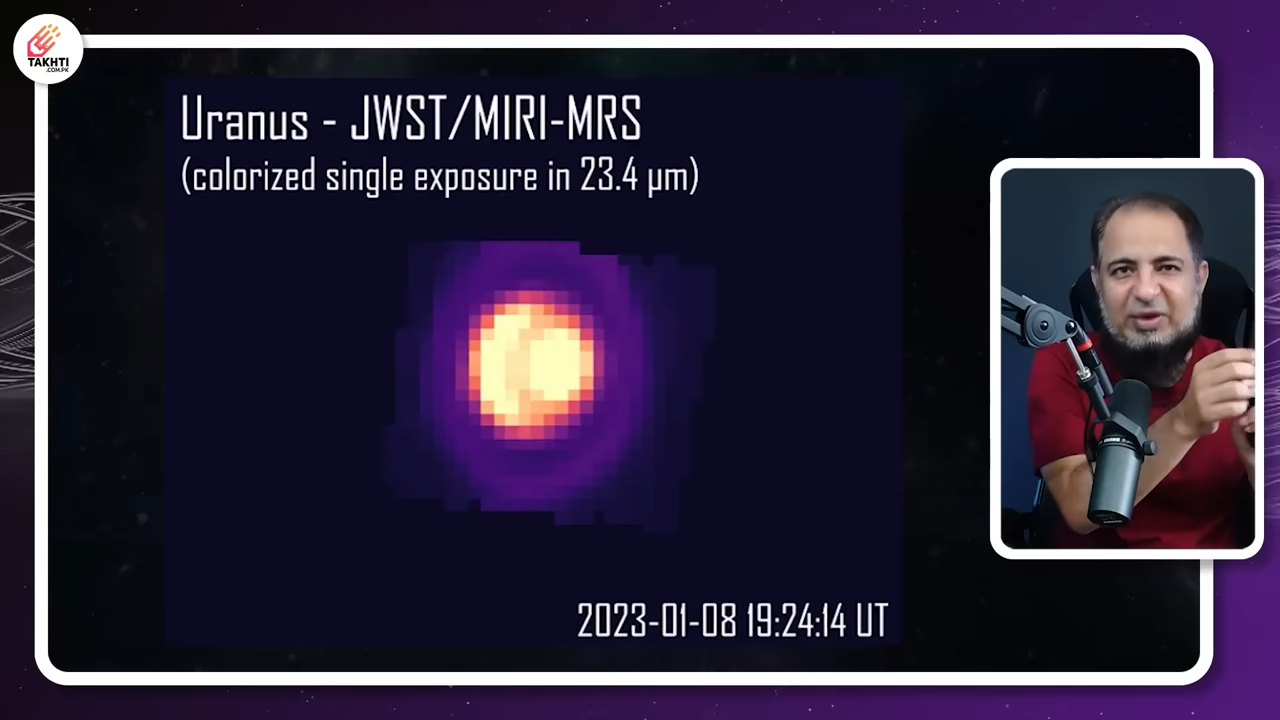 TAKHTI
.COM.PK
Uranus - JWST/MIRI-MRS
(colorized single exposure in 23.4 µm)
2023-01-08 19:24:14 UT